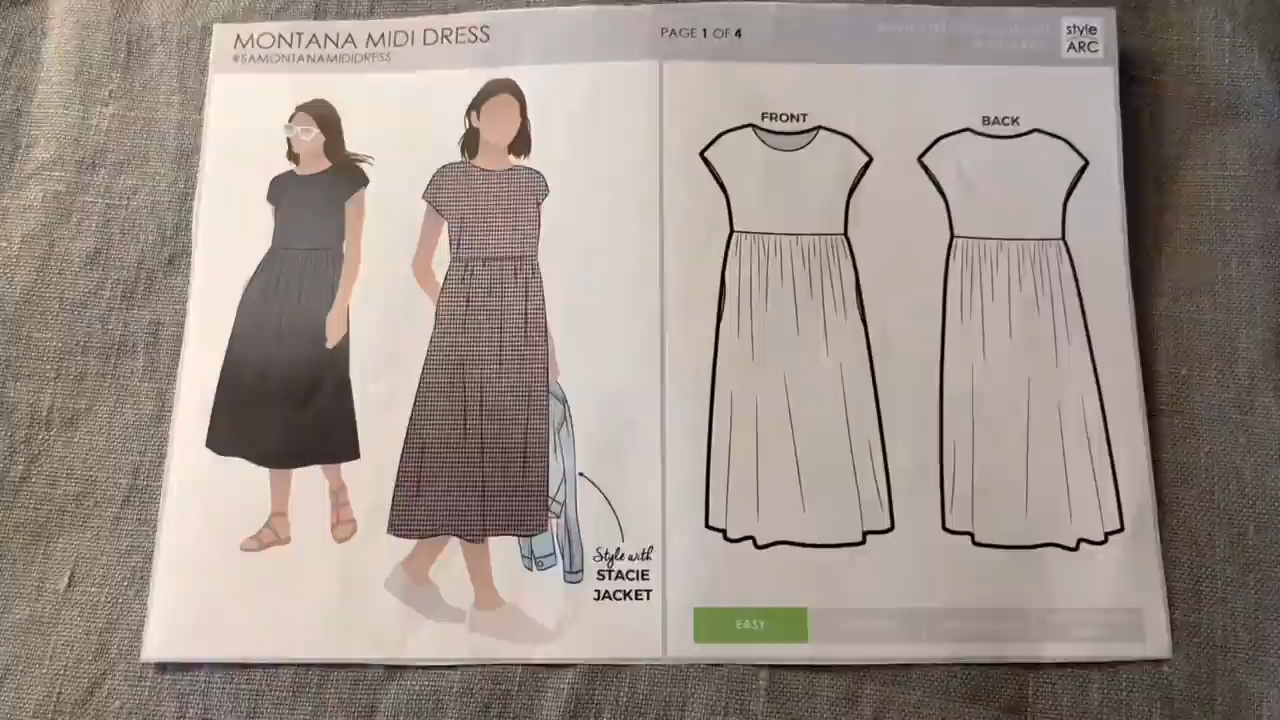 MONTANA MIDI DRESS
#SAMONTANAMIDIDRESS
PAGE 1 OF 4
style
ARC
FRONT
BACK
Style with
STACIE
JACKET
EASY